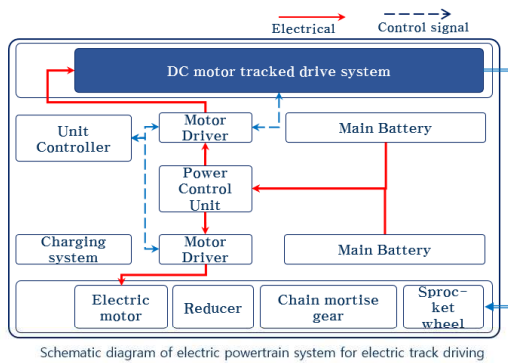 Electrical
Control signal
DC motor tracked drive system
Unit
Controller
Motor
Driver
Main Battery
Power
Control
Unit
Charging
system
Motor
Driver
Main Battery
Electric
motor
Reducer
Chain mortise
gear
Sproc-
ket
wheel
Schematic diagram of electric powertrain system for electric track driving